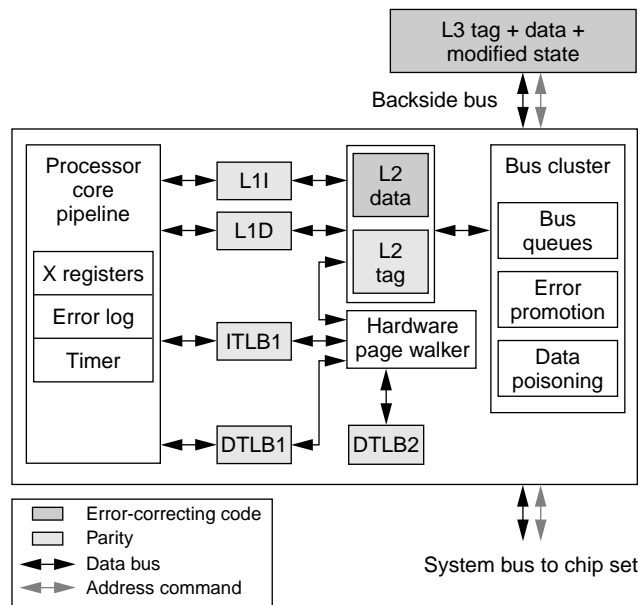 L3 tag + data +
modified state
Backside bus
Processor
core
pipeline
X registers
Error log
Timer
L1I
L1D
ITLB1
DTLB1
L2
data
L2
tag
Hardware
page walker
DTLB2
Bus cluster
Bus
queues
Error
promotion
Data
poisoning
Error-correcting code
Parity
Data bus
Address command
System bus to chip set